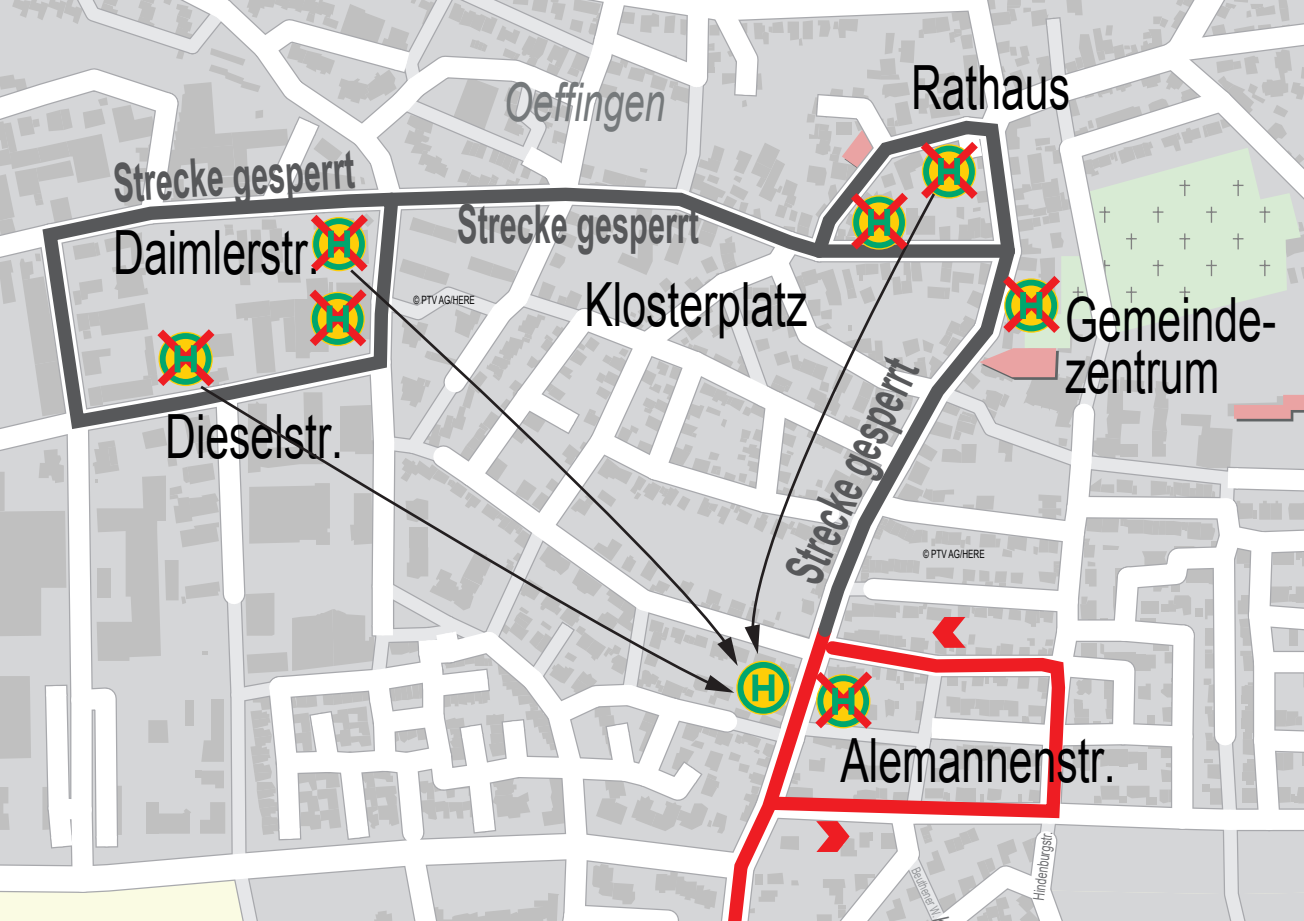 Rathaus
Oeffingen
Strecke gesperrt
H
Strecke gesperrt
H
H
Daimlerstr.
© PTV AG/HERE
Klosterplatz
H
Gemeinde-
zentrum
H
H
Dieselstr.
Strecke gesperrt
© PTV AG/HERE
H
H
Alemannenstr.
Hindenburgstr.
Beuthener W.